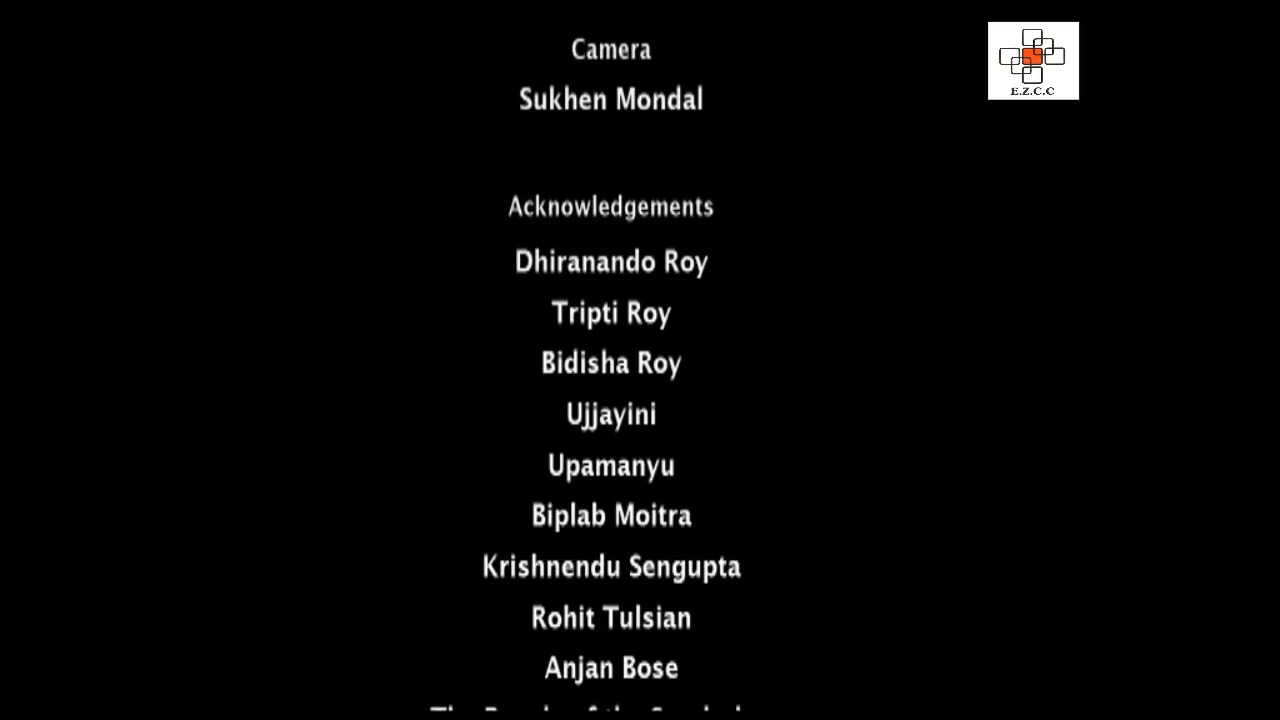 Camera
Sukhen Mondal
E.Z.C.C
Acknowledgements
Dhiranando Roy
Tripti Roy
Bidisha Roy
Ujjayini
Upamanyu
Biplab Moitra
Krishnendu Sengupta
Rohit Tulsian
Anjan Bose